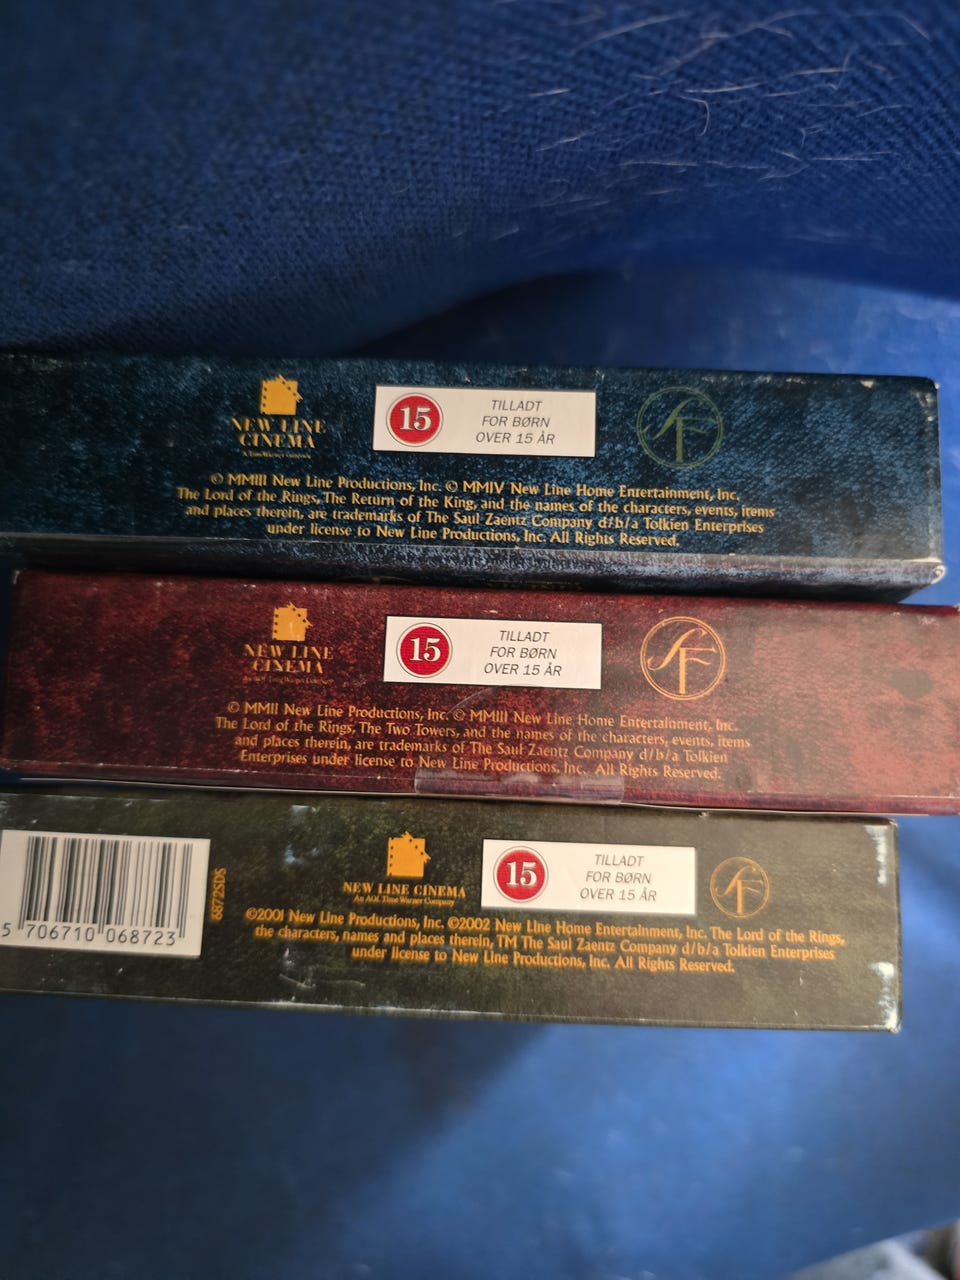 NEW LINE
CINEMA
A Time Warner Company
15
TILLADT
FOR BØRN
OVER 15 ÅR
SF
© MMIII New Line Productions, Inc. © MMIV New Line Home Entertainment, Inc.
The Lord of the Rings, The Return of the King, and the names of the characters, events, items
and places therein, are trademarks of The Saul Zaentz Company d/b/a Tolkien Enterprises
under license to New Line Productions, Inc. All Rights Reserved.
NEW LINE
CINEMA
15
TILLADT
FOR BØRN
OVER 15 ÅR
SF
© MMII New Line Productions, Inc. © MMIII New Line Home Entertainment, Inc.
The Lord of the Rings, The Two Towers, and the names of the characters, events, items
and places therein, are trademarks of The Saul Zaentz Company d/b/a Tolkien
Enterprises under license to New Line Productions, Inc. All Rights Reserved.
5 706710 068723
6872SDS
NEW LINE CINEMA
An AOL Time Warner Company
15
TILLADT
FOR BØRN
OVER 15 ÅR
SF
©2001 New Line Productions, Inc. ©2002 New Line Home Entertainment, Inc. The Lord of the Rings,
the characters, names and places therein, TM The Saul Zaentz Company d/b/a Tolkien Enterprises
under license to New Line Productions, Inc. All Rights Reserved.